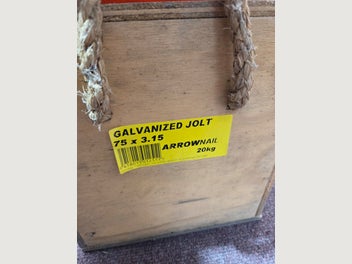 GALVANIZED JOLT
75 x 3.15
ARROWNAIL
20kg